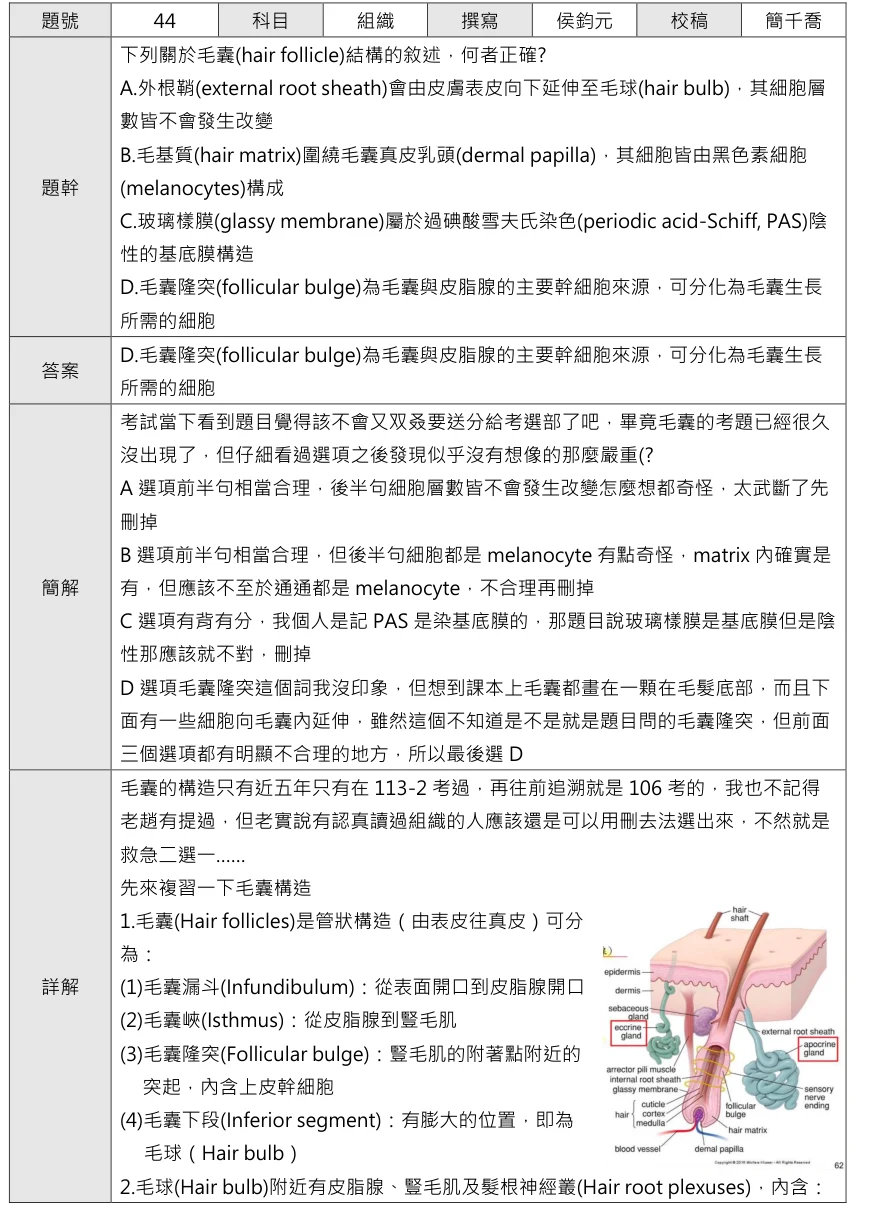 題號 44 科目 組織 撰寫 侯鈞元 校稿 簡千喬
題幹
下列關於毛囊(hair follicle)結構的敘述，何者正確?
A.外根鞘(external root sheath)會由皮膚表皮向下延伸至毛球(hair bulb)，其細胞層
數皆不會發生改變
B.毛基質(hair matrix)圍繞毛囊真皮乳頭(dermal papilla)，其細胞皆由黑色素細胞
(melanocytes)構成
C.玻璃樣膜(glassy membrane)屬於過碘酸雪夫氏染色(periodic acid-Schiff, PAS)陰
性的基底膜構造
D.毛囊隆突(follicular bulge)為毛囊與皮脂腺的主要幹細胞來源，可分化為毛囊生長
所需的細胞
答案
D.毛囊隆突(follicular bulge)為毛囊與皮脂腺的主要幹細胞來源，可分化為毛囊生長
所需的細胞
簡解
考試當下看到題目覺得該不會又双叒要送分給考選部了吧，畢竟毛囊的考題已經很久
沒出現了，但仔細看過選項之後發現似乎沒有想像的那麼嚴重(?
A 選項前半句相當合理，後半句細胞層數皆不會發生改變怎麼想都奇怪，太武斷了先
刪掉
B 選項前半句相當合理，但後半句細胞都是 melanocyte 有點奇怪，matrix 內確實是
有，但應該不至於通通都是 melanocyte，不合理再刪掉
C 選項有背有分，我個人是記 PAS 是染基底膜的，那題目說玻璃樣膜是基底膜但是陰
性那應該就不對，刪掉
D 選項毛囊隆突這個詞我沒印象，但想到課本上毛囊都畫在一顆在毛髮底部，而且下
面有一些細胞向毛囊內延伸，雖然這個不知道是不是就是題目問的毛囊隆突，但前面
三個選項都有明顯不合理的地方，所以最後選 D
詳解
毛囊的構造只有近五年只有在 113-2 考過，再往前追溯就是 106 考的，我也不記得
老趙有提過，但老實說有認真讀過組織的人應該還是可以用刪去法選出來，不然就是
救急二選一……
先來複習一下毛囊構造
1.毛囊(Hair follicles)是管狀構造（由表皮往真皮）可分
為：
(1)毛囊漏斗(Infundibulum)：從表面開口到皮脂腺開口
(2)毛囊峽(Isthmus)：從皮脂腺到豎毛肌
(3)毛囊隆突(Follicular bulge)：豎毛肌的附著點附近的
突起，內含上皮幹細胞
(4)毛囊下段(Inferior segment)：有膨大的位置，即為
毛球（Hair bulb）
hair
shaft
epidermis
dermis
sebaceous
gland
eccrine
gland
external root sheath
apocrine
gland
arrector pili muscle
internal root sheath
glassy membrane
sensory
nerve
ending
hair
cuticle
cortex
medulla
follicular
bulge
hair matrix
blood vessel
dermal papilla
62
2.毛球(Hair bulb)附近有皮脂腺、豎毛肌及髮根神經叢(Hair root plexuses)，內含：